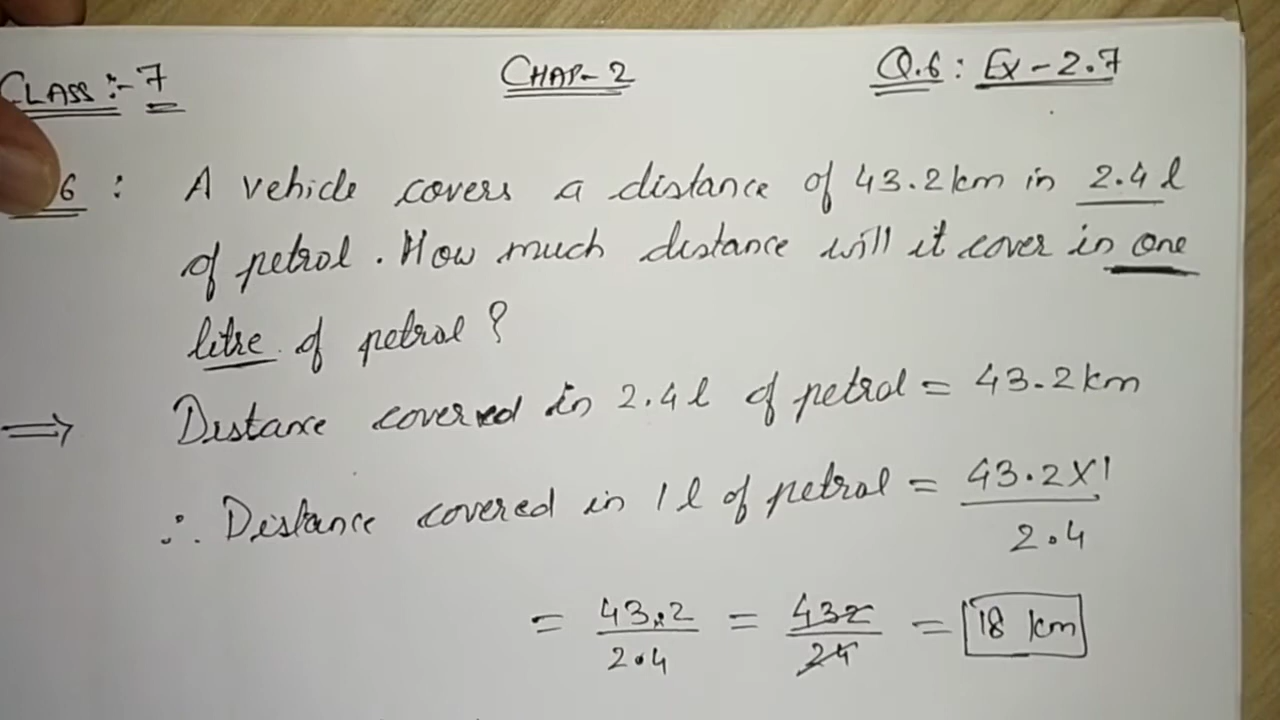 CLASS:- 7 CHAP-2 Q.6: Ex-2.7
6: A vehicle covers a distance of 43.2 km in 2.4 l
of petrol. How much distance will it cover in one
litre of petrol?
⇒ Distance covered in 2.4 l of petrol = 43.2 km
∴ Distance covered in 1 l of petrol = 43.2 X 1 / 2.4
= 43.2 / 2.4 = 432 / 24 = 18 km